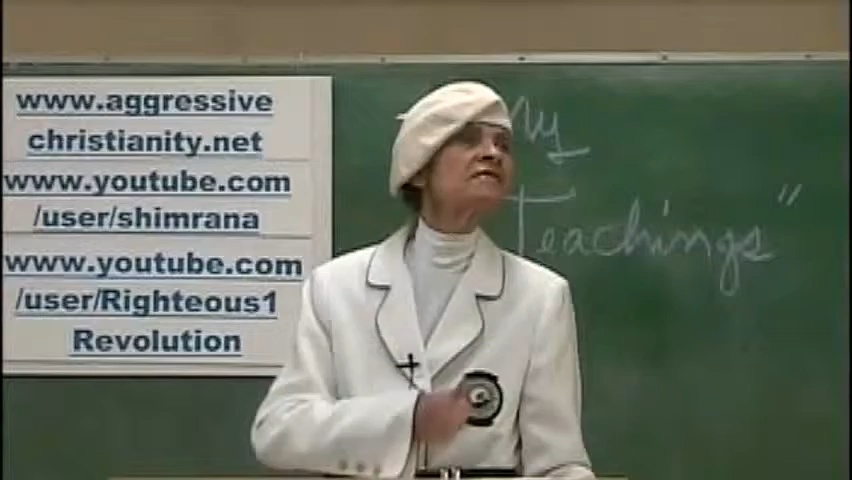 www.aggressive
christianity.net
www.youtube.com
/user/shimrana
www.youtube.com
/user/Righteous1
Revolution
My
Teachings"